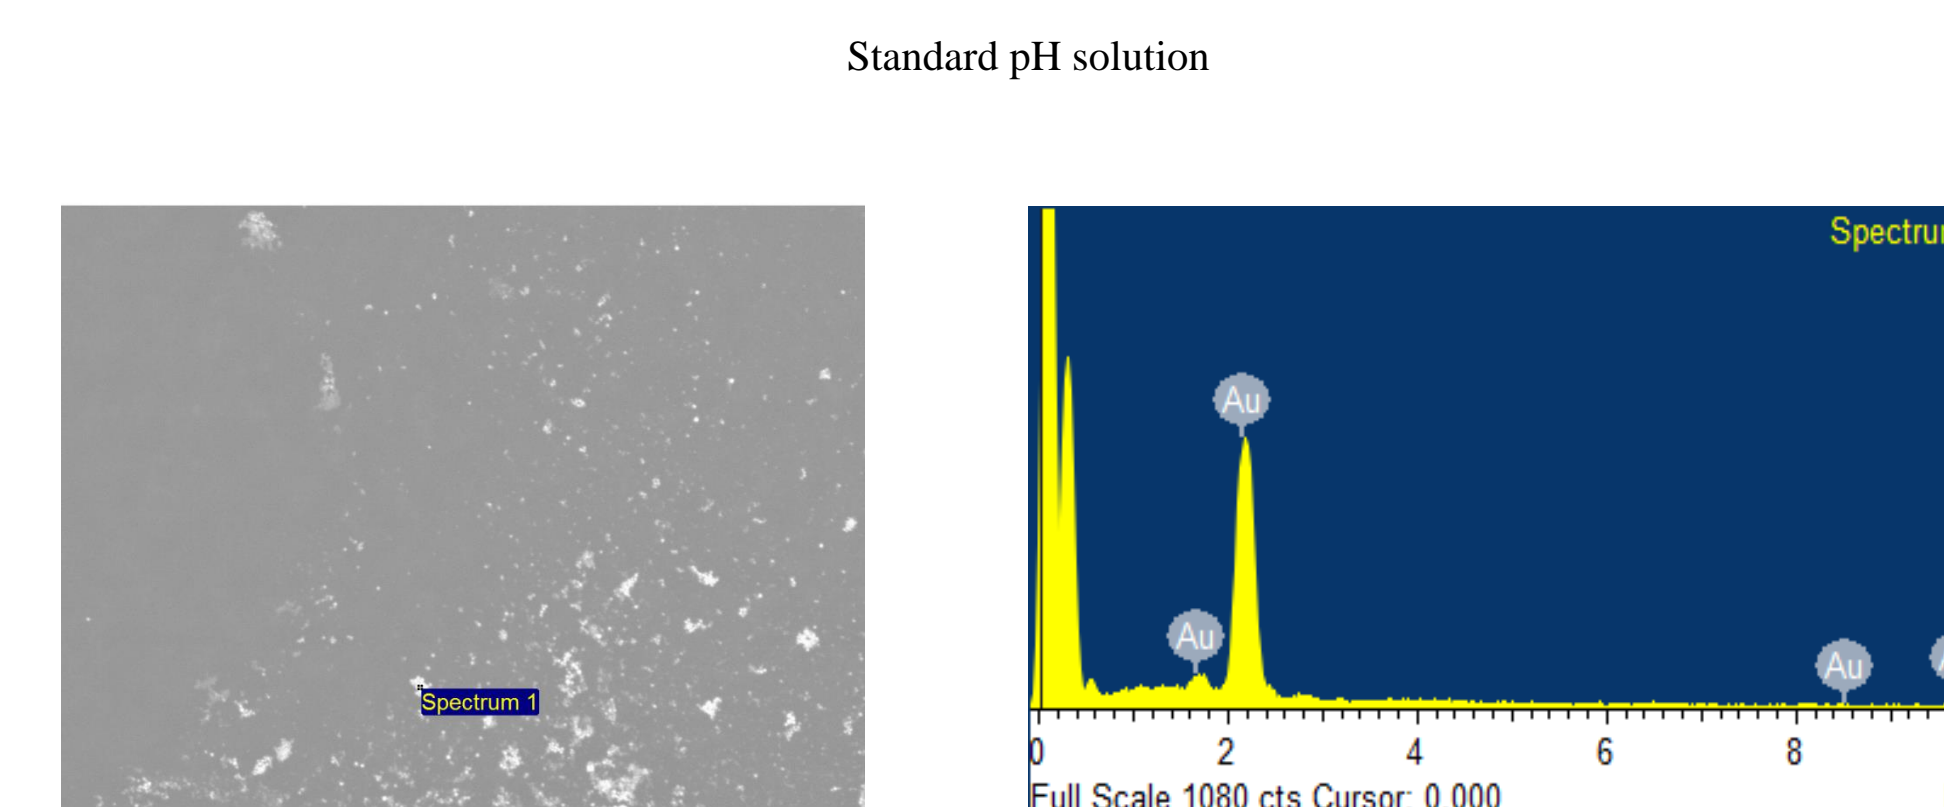 Standard pH solution
Spectrum 1
Au
Au
Au
0 2 4 6 8
Full Scale 1080 cts Cursor: 0.000